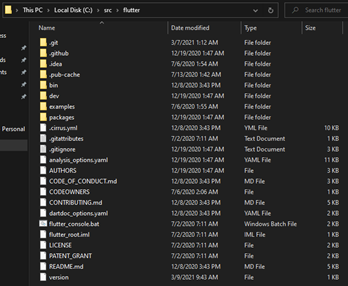 This PC > Local Disk (C:) > src > flutter
Search flutter
Name Date modified Type Size
.git 3/7/2021 1:12 AM File folder
.github 12/19/2020 1:47 AM File folder
.idea 7/6/2020 1:54 AM File folder
.pub-cache 7/13/2020 1:42 AM File folder
bin 12/8/2020 3:43 PM File folder
dev 12/19/2020 1:47 AM File folder
examples 7/6/2020 1:55 AM File folder
packages 12/19/2020 1:47 AM File folder
.cirrus.yml 12/8/2020 3:43 PM YML File 10 KB
.gitattributes 7/2/2020 7:11 AM Text Document 1 KB
.gitignore 12/19/2020 1:47 AM Text Document 3 KB
analysis_options.yaml 12/19/2020 1:47 AM YAML File 11 KB
AUTHORS 12/19/2020 1:47 AM File 3 KB
CODE_OF_CONDUCT.md 12/8/2020 3:43 PM MD File 3 KB
CODEOWNERS 7/6/2020 2:06 AM File 1 KB
Personal
CONTRIBUTING.md 12/8/2020 3:43 PM MD File 5 KB
dartdoc_options.yaml 12/8/2020 3:43 PM YAML File 2 KB
flutter_console.bat 7/2/2020 7:11 AM Windows Batch File 2 KB
flutter_root.iml 7/2/2020 7:11 AM IML File 1 KB
LICENSE 7/2/2020 7:11 AM File 2 KB
PATENT_GRANT 7/2/2020 7:11 AM File 2 KB
README.md 12/8/2020 3:43 PM MD File 5 KB
version 3/9/2021 9:43 AM File 1 KB